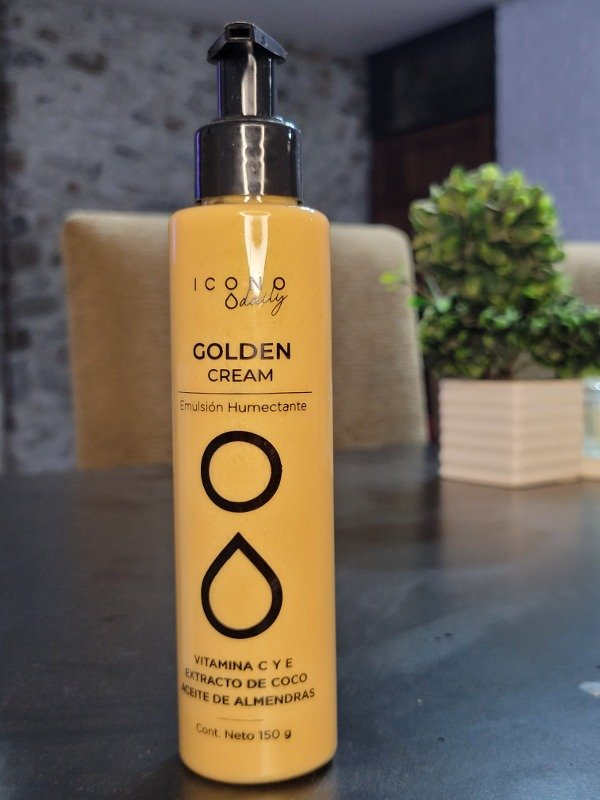 ICONO
daily
GOLDEN
CREAM
Emulsión Humectante
VITAMINA C Y E
EXTRACTO DE COCO
ACEITE DE ALMENDRAS
Cont. Neto 150 g